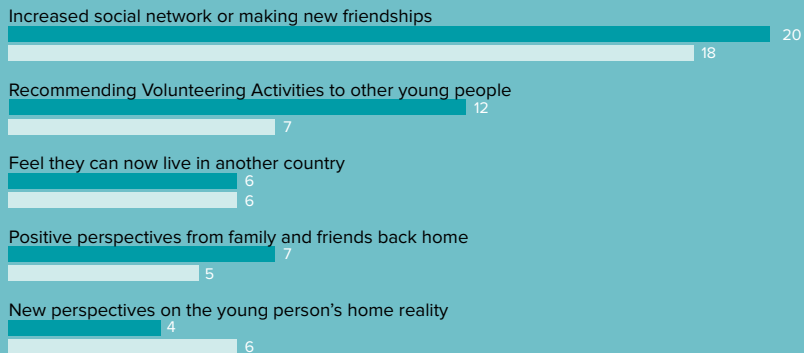 Increased social network or making new friendships
20
18
Recommending Volunteering Activities to other young people
12
7
Feel they can now live in another country
6
6
Positive perspectives from family and friends back home
7
5
New perspectives on the young person’s home reality
4
6